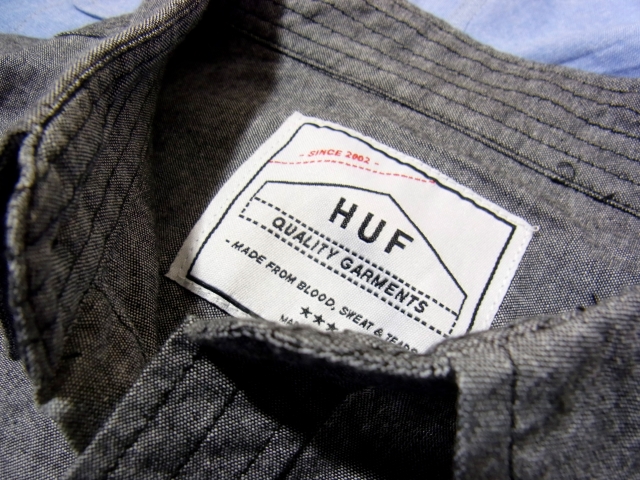 - SINCE 2002 -
HUF
QUALITY GARMENTS
MADE FROM BLOOD, SWEAT & TEARS